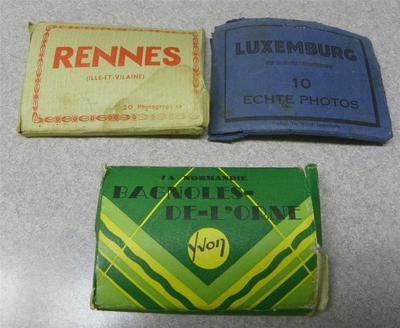 RENNES
(ILLE-ET-VILAINE)
20 Photographies
LUXEMBURG
10
ECHTE PHOTOS
LA NORMANDIE
BAGNOLES-
DE-L'ORNE
yvon